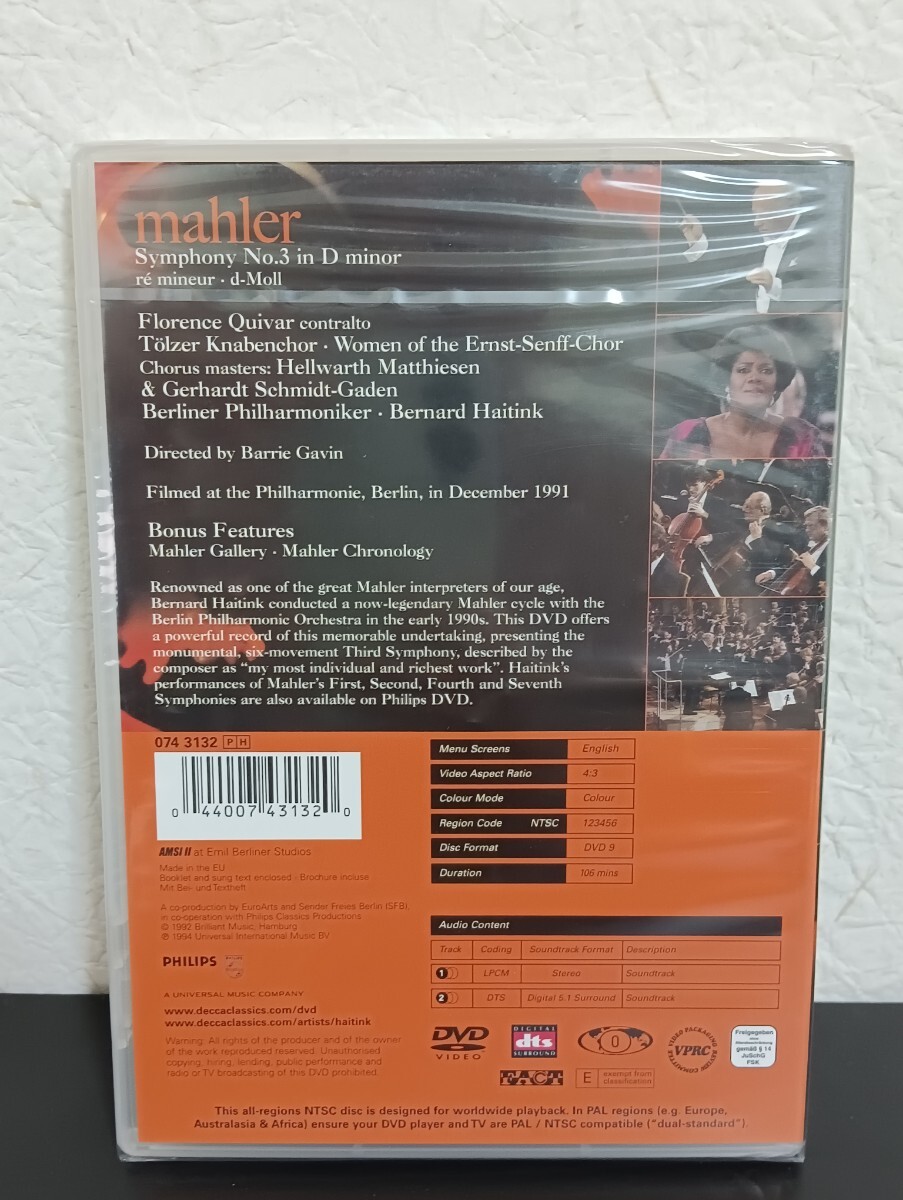 mahler
Symphony No.3 in D minor
ré mineur · d-Moll
Florence Quivar contralto
Tölzer Knabenchor · Women of the Ernst-Senff-Chor
Chorus masters: Hellwarth Matthiesen
& Gerhardt Schmidt-Gaden
Berliner Philharmoniker · Bernard Haitink
Directed by Barrie Gavin
Filmed at the Philharmonie, Berlin, in December 1991
Bonus Features
Mahler Gallery · Mahler Chronology
Renowned as one of the great Mahler interpreters of our age,
Bernard Haitink conducted a now-legendary Mahler cycle with the
Berlin Philharmonic Orchestra in the early 1990s. This DVD offers
a powerful record of this memorable undertaking, presenting the
monumental, six-movement Third Symphony, described by the
composer as “my most individual and richest work”. Haitink’s
performances of Mahler’s First, Second, Fourth and Seventh
Symphonies are also available on Philips DVD.
074 3132 PH
0 44007 43132 0
AMSI II at Emil Berliner Studios
Made in the EU
Booklet and sung text enclosed - Brochure incluse
Mit Bei- und Textheft
A co-production by EuroArts and Sender Freies Berlin (SFB),
in co-operation with Philips Classics Productions
© 1992 Brilliant Music, Hamburg
℗ 1994 Universal International Music BV
PHILIPS
A UNIVERSAL MUSIC COMPANY
www.deccaclassics.com/dvd
www.deccaclassics.com/artists/haitink
Warning: All rights of the producer and of the owner
of the work reproduced reserved. Unauthorised
copying, hiring, lending, public performance and
radio or TV broadcasting of this DVD prohibited.
Menu Screens English
Video Aspect Ratio 4:3
Colour Mode Colour
Region Code NTSC 123456
Disc Format DVD 9
Duration 106 mins
Audio Content
Track Coding Soundtrack Format Description
1 LPCM Stereo Soundtrack
2 DTS Digital 5.1 Surround Soundtrack
DVD
VIDEO
DIGITAL
dts
SURROUND
0
VIDEO PACKAGING REVIEW COMMITTEE
VPRC
Freigegeben
ohne
Altersbeschränkung
gemäß § 14
JuSchG
FSK
FACT
E exempt from
classification
This all-regions NTSC disc is designed for worldwide playback. In PAL regions (e.g. Europe,
Australasia & Africa) ensure your DVD player and TV are PAL / NTSC compatible (“dual-standard”).